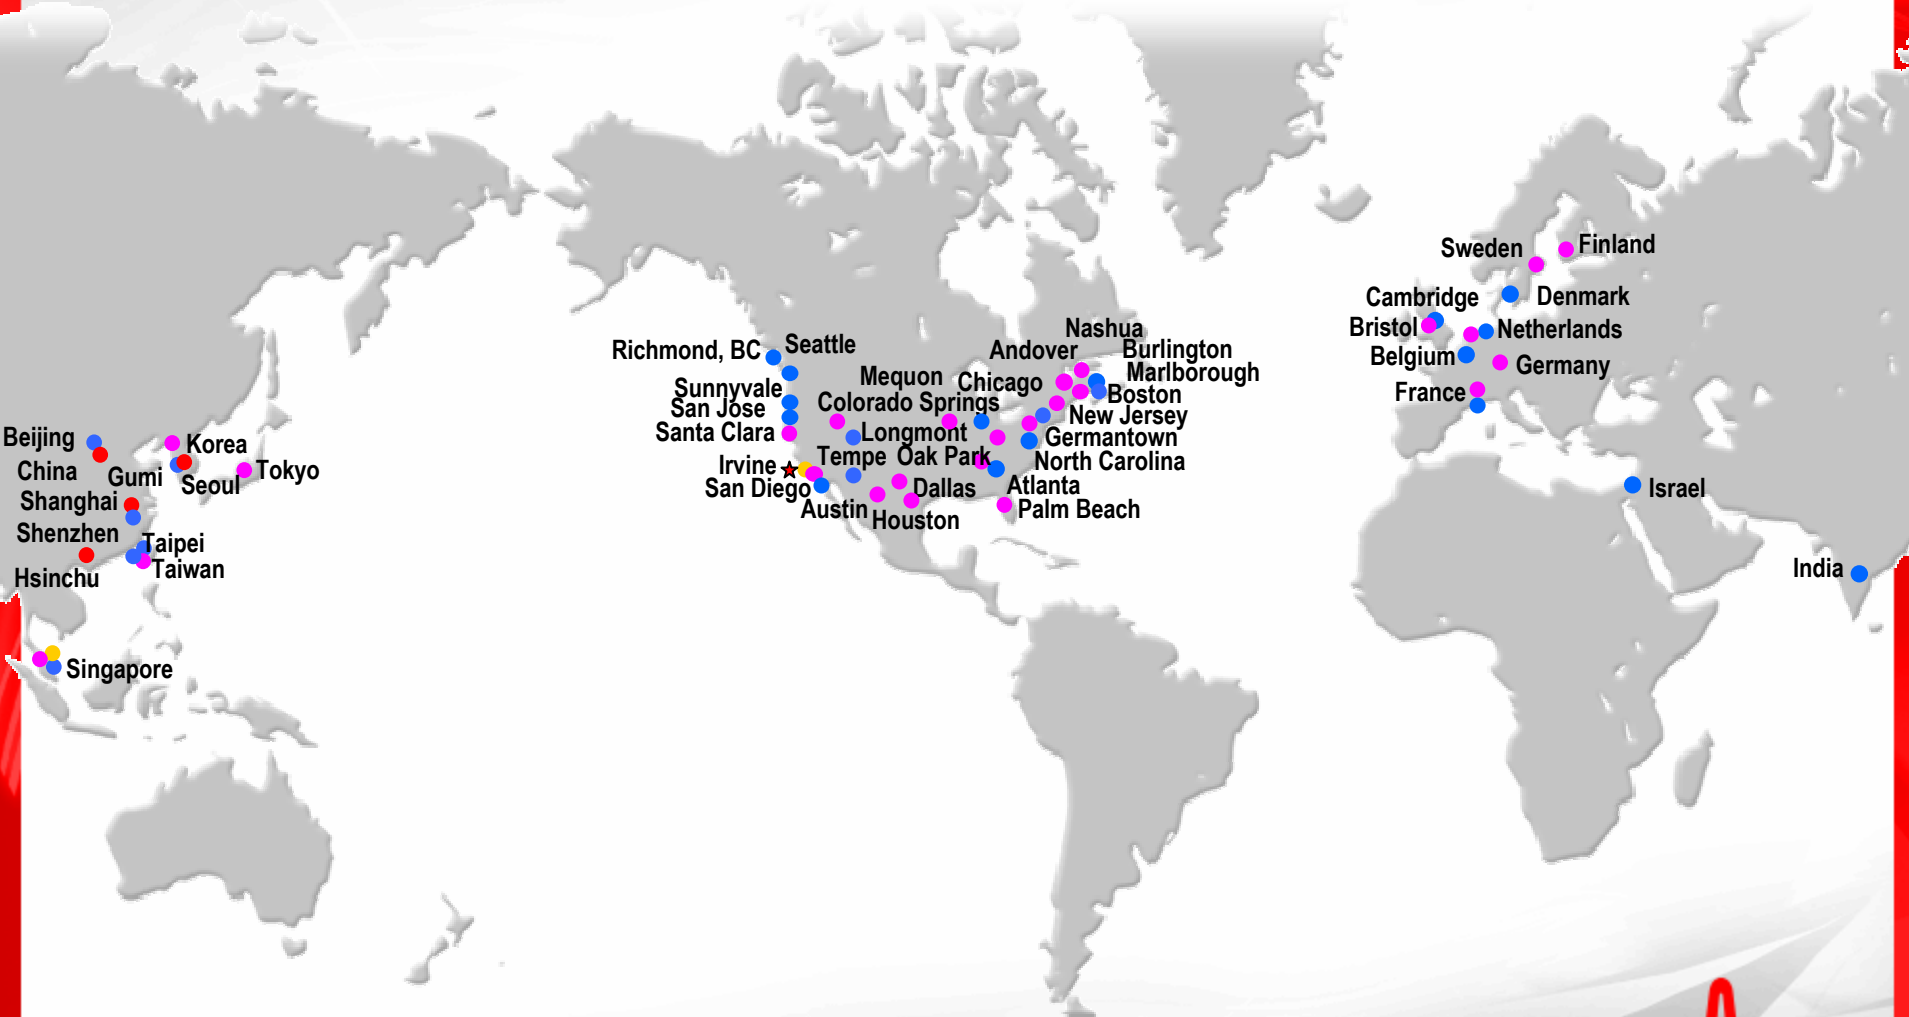 Beijing
China
Gumi
Korea
Seoul
Tokyo
Shanghai
Shenzhen
Taipei
Taiwan
Hsinchu
Singapore
Richmond, BC
Seattle
Sunnyvale
San Jose
Santa Clara
Irvine
San Diego
Mequon
Colorado Springs
Longmont
Tempe
Oak Park
Austin
Dallas
Houston
Chicago
Andover
Nashua
Burlington
Marlborough
Boston
New Jersey
Germantown
North Carolina
Atlanta
Palm Beach
Sweden
Finland
Cambridge
Denmark
Bristol
Netherlands
Belgium
Germany
France
Israel
India